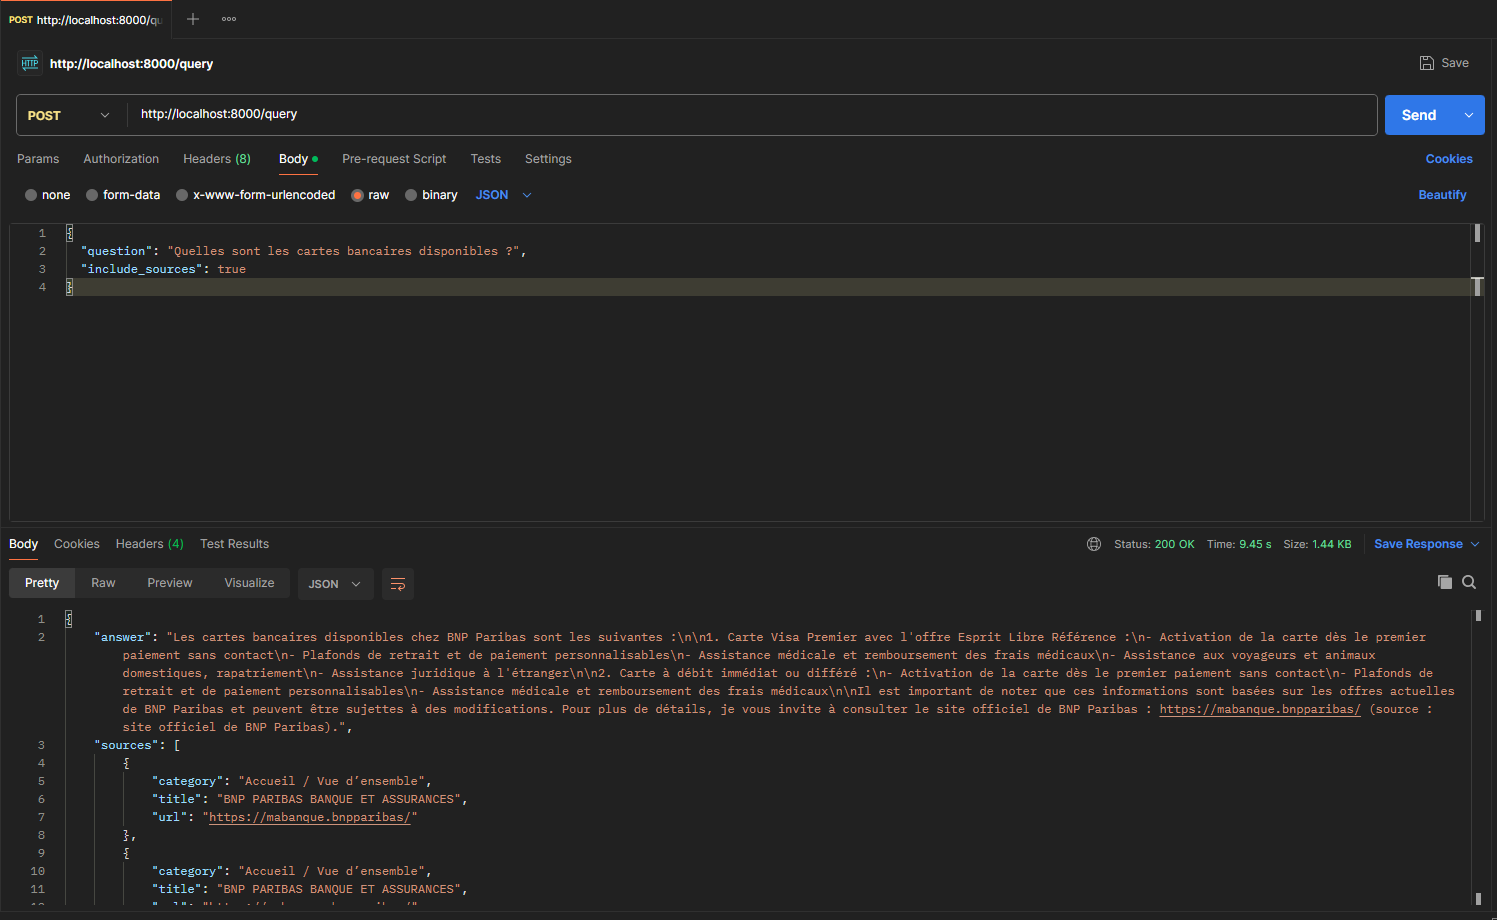 POST http://localhost:8000/qu
http://localhost:8000/query
Save
POST
http://localhost:8000/query
Send
Params Authorization Headers (8) Body Pre-request Script Tests Settings Cookies
none form-data x-www-form-urlencoded raw binary JSON Beautify
1 {
2 "question": "Quelles sont les cartes bancaires disponibles ?",
3 "include_sources": true
4 }
Body Cookies Headers (4) Test Results Status: 200 OK Time: 9.45 s Size: 1.44 KB Save Response
Pretty Raw Preview Visualize JSON
1 {
2 "answer": "Les cartes bancaires disponibles chez BNP Paribas sont les suivantes :\n\n1. Carte Visa Premier avec l'offre Esprit Libre Référence :\n- Activation de la carte dès le premier
paiement sans contact\n- Plafonds de retrait et de paiement personnalisables\n- Assistance médicale et remboursement des frais médicaux\n- Assistance aux voyageurs et animaux
domestiques, rapatriement\n- Assistance juridique à l'étranger\n\n2. Carte à débit immédiat ou différé :\n- Activation de la carte dès le premier paiement sans contact\n- Plafonds de
retrait et de paiement personnalisables\n- Assistance médicale et remboursement des frais médicaux\n\nIl est important de noter que ces informations sont basées sur les offres actuelles
de BNP Paribas et peuvent être sujettes à des modifications. Pour plus de détails, je vous invite à consulter le site officiel de BNP Paribas : https://mabanque.bnpparibas/ (source :
site officiel de BNP Paribas).",
3 "sources": [
4 {
5 "category": "Accueil / Vue d’ensemble",
6 "title": "BNP PARIBAS BANQUE ET ASSURANCES",
7 "url": "https://mabanque.bnpparibas/"
8 },
9 {
10 "category": "Accueil / Vue d’ensemble",
11 "title": "BNP PARIBAS BANQUE ET ASSURANCES",